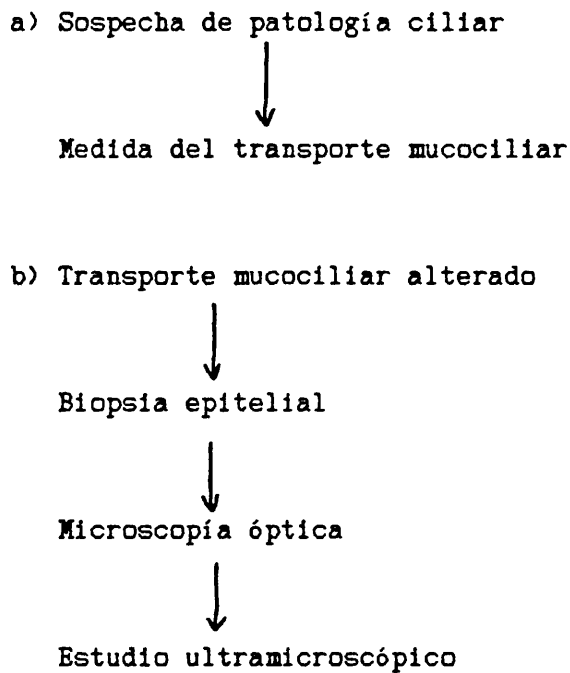 a) Sospecha de patología ciliar
Medida del transporte mucociliar
b) Transporte mucociliar alterado
Biopsia epitelial
Microscopía óptica
Estudio ultramicroscópico